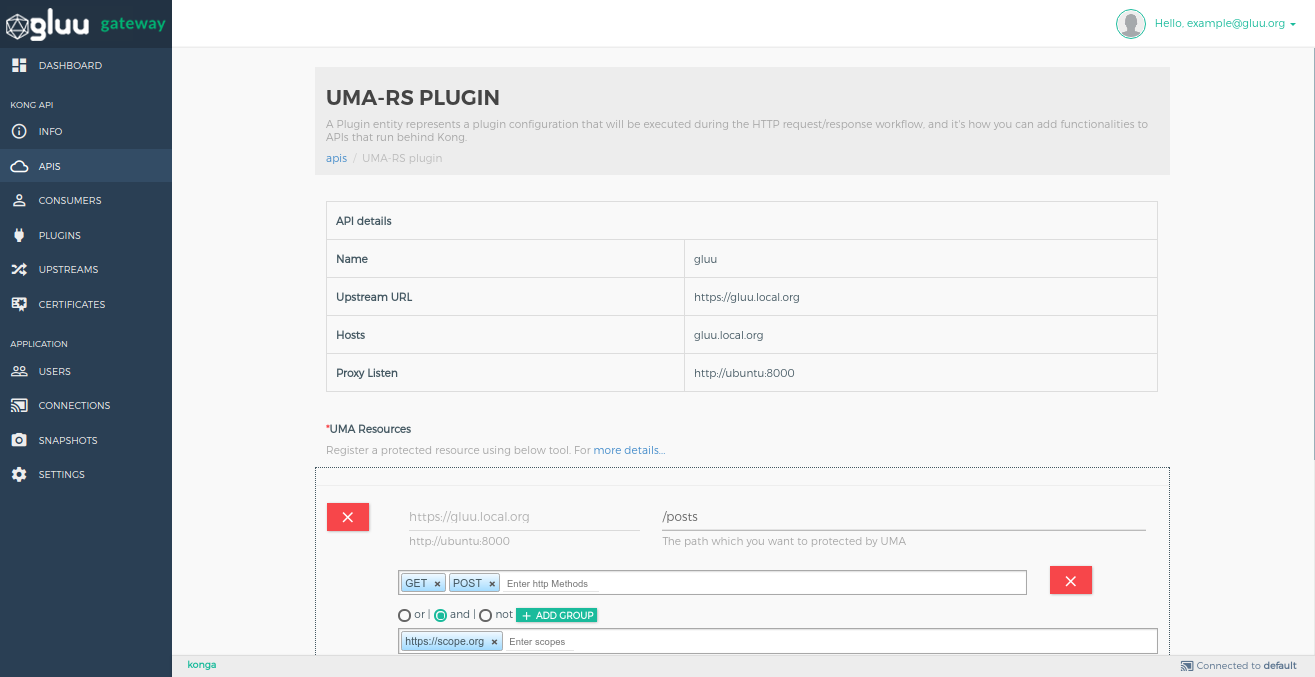 gluu gateway
Hello, example@gluu.org
DASHBOARD
KONG API
INFO
APIS
CONSUMERS
PLUGINS
UPSTREAMS
CERTIFICATES
APPLICATION
USERS
CONNECTIONS
SNAPSHOTS
SETTINGS
UMA-RS PLUGIN
A Plugin entity represents a plugin configuration that will be executed during the HTTP request/response workflow, and it's how you can add functionalities to
APIs that run behind Kong.
apis / UMA-RS plugin
API details
Name gluu
Upstream URL https://gluu.local.org
Hosts gluu.local.org
Proxy Listen http://ubuntu:8000
*UMA Resources
Register a protected resource using below tool. For more details...
https://gluu.local.org /posts
http://ubuntu:8000 The path which you want to protected by UMA
GET × POST × Enter http Methods
or | and | not + ADD GROUP
https://scope.org × Enter scopes
konga Connected to default